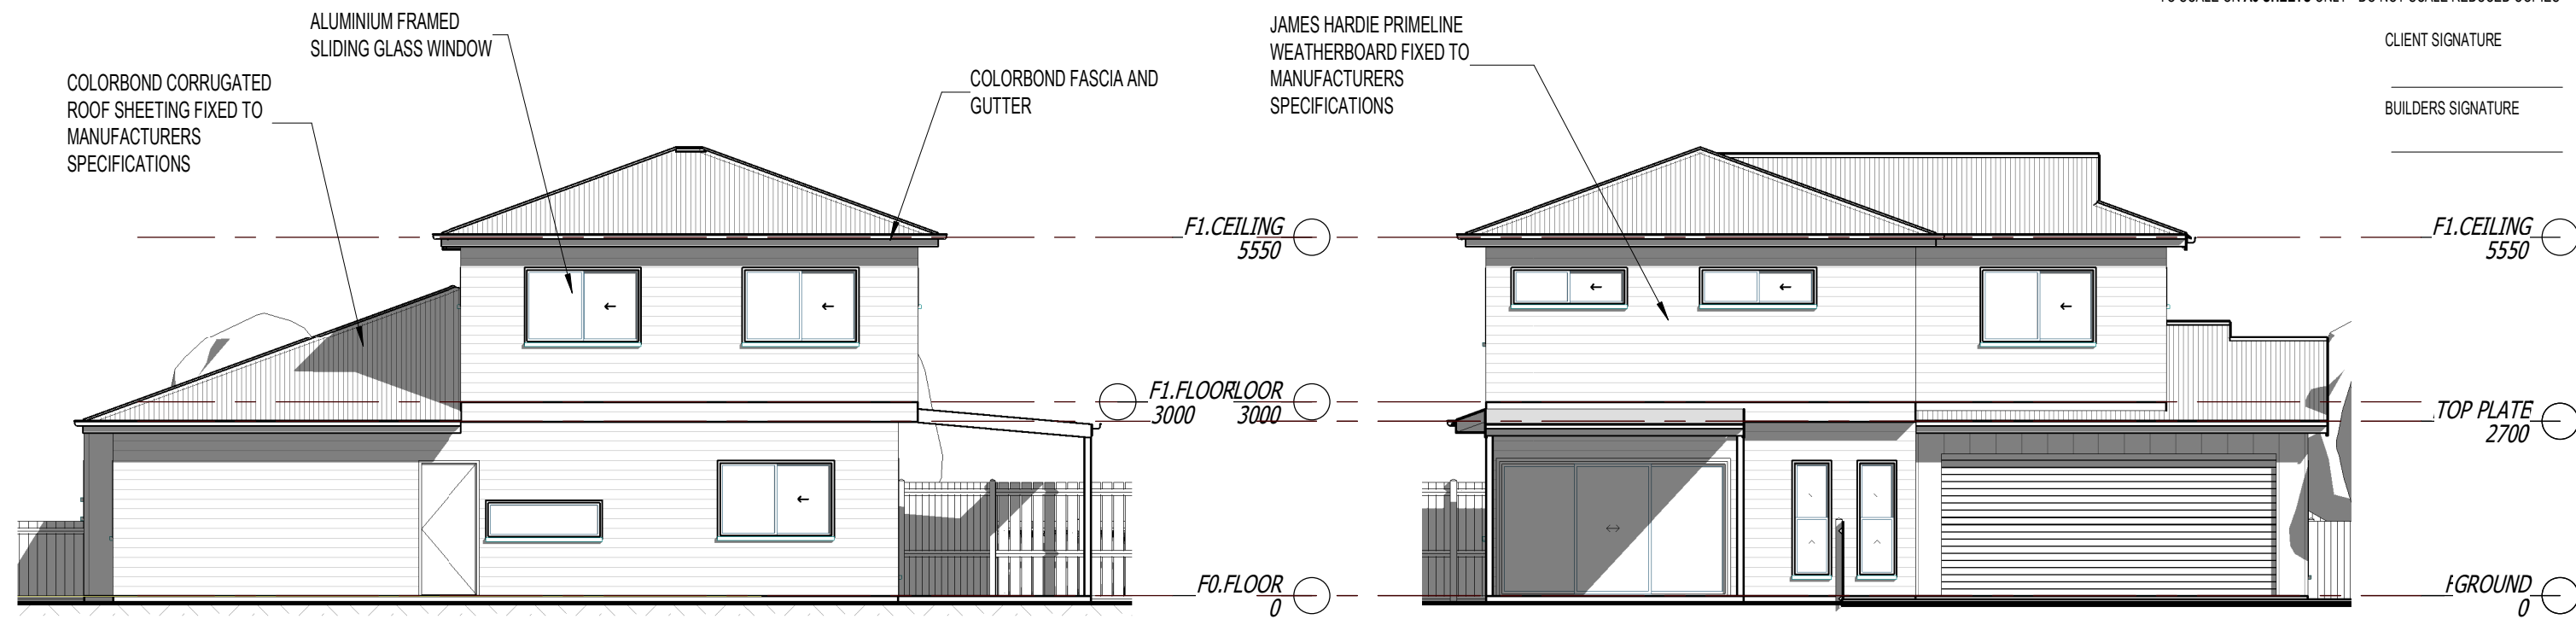 ALUMINIUM FRAMED
SLIDING GLASS WINDOW
COLORBOND CORRUGATED
ROOF SHEETING FIXED TO
MANUFACTURERS
SPECIFICATIONS
COLORBOND FASCIA AND
GUTTER
JAMES HARDIE PRIMELINE
WEATHERBOARD FIXED TO
MANUFACTURERS
SPECIFICATIONS
CLIENT SIGNATURE
BUILDERS SIGNATURE
F1.CEILING
5550
F1.CEILING
5550
F1.FLOOR
3000
LOOR
3000
TOP PLATE
2700
F0.FLOOR
0
GROUND
0